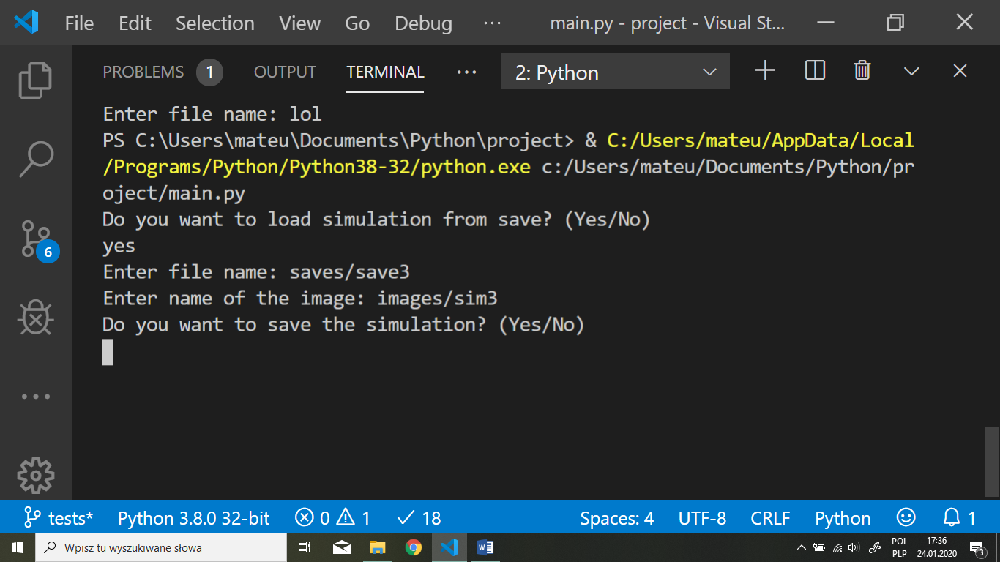 File Edit Selection View Go Debug ... main.py - project - Visual St...
PROBLEMS 1 OUTPUT TERMINAL ... 2: Python
Enter file name: lol
PS C:\Users\mateu\Documents\Python\project> & C:/Users/mateu/AppData/Local
/Programs/Python/Python38-32/python.exe c:/Users/mateu/Documents/Python/pr
oject/main.py
Do you want to load simulation from save? (Yes/No)
yes
Enter file name: saves/save3
Enter name of the image: images/sim3
Do you want to save the simulation? (Yes/No)
6
tests* Python 3.8.0 32-bit 0 1 18 Spaces: 4 UTF-8 CRLF Python 1
Wpisz tu wyszukiwane słowa
POL 17:36
PLP 24.01.2020 3